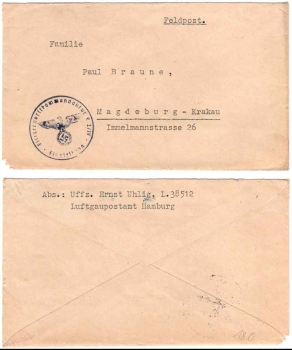 Feldpost.
Familie
Paul Braune,
Magdeburg-Krakau
Immelmannstrasse 26
Abs.: Uffz. Ernst Uhlig, L.38512
Luftgaupostamt Hamburg